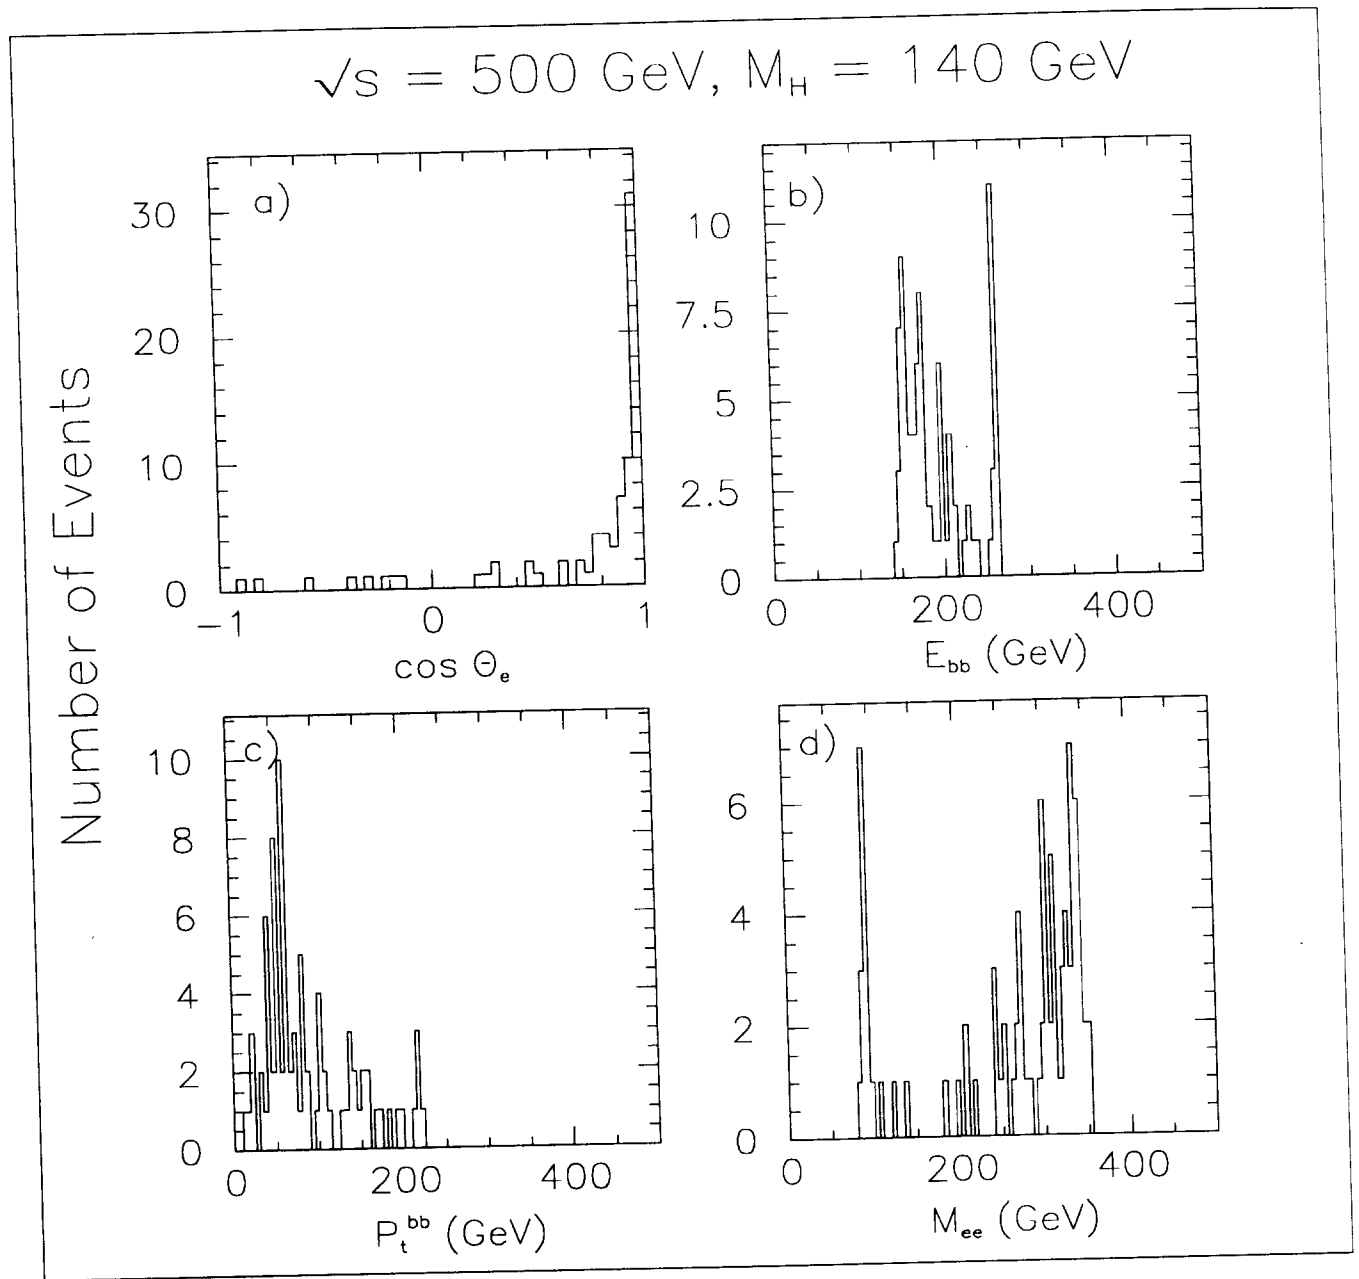 √s = 500 GeV, M_H = 140 GeV
Number of Events
a)
30
20
10
0
−1 0 1
cos Θ_e
b)
10
7.5
5
2.5
0
0 200 400
E_bb (GeV)
c)
10
8
6
4
2
0
0 200 400
P_t^bb (GeV)
d)
6
4
2
0
0 200 400
M_ee (GeV)